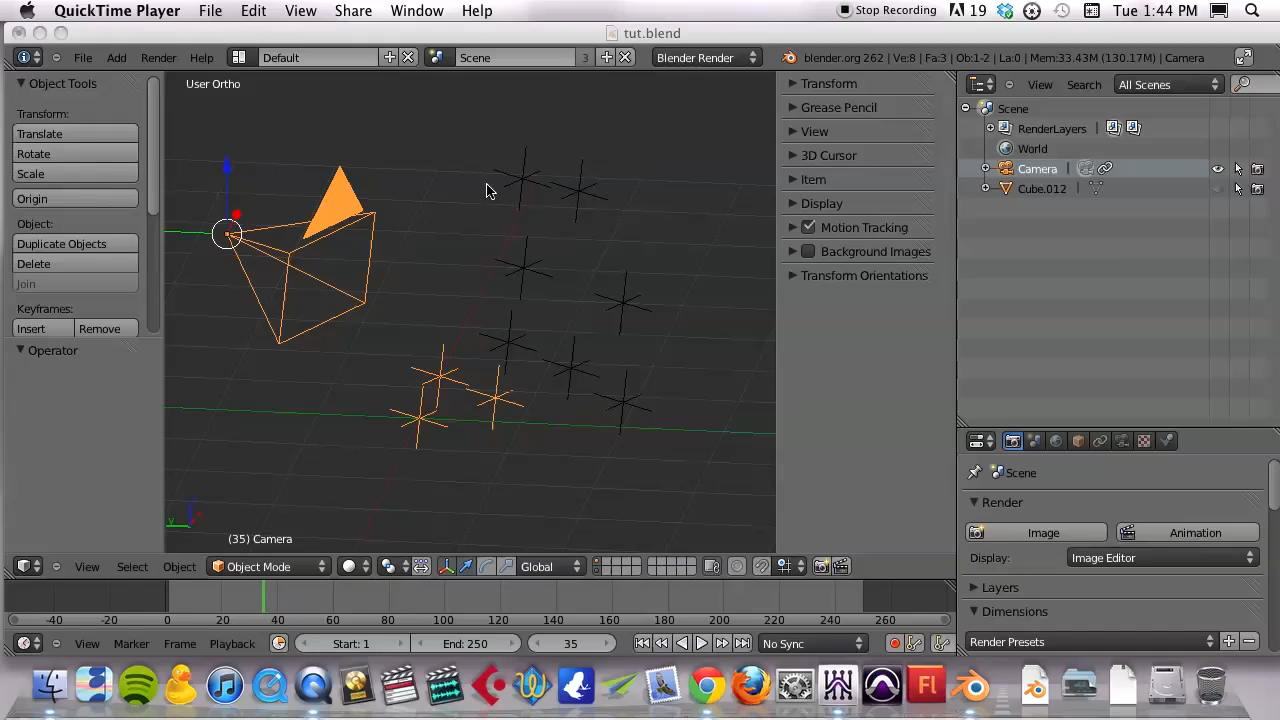 QuickTime Player File Edit View Share Window Help Stop Recording 19 Tue 1:44 PM
tut.blend
File Add Render Help Default Scene 3 Blender Render blender.org 262 | Ve:8 | Fa:3 | Ob:1-2 | La:0 | Mem:33.43M (130.17M) | Camera
Object Tools
Transform:
Translate
Rotate
Scale
Origin
Object:
Duplicate Objects
Delete
Join
Keyframes:
Insert Remove
Operator
User Ortho
(35) Camera
z
y
Transform
Grease Pencil
View
3D Cursor
Item
Display
Motion Tracking
Background Images
Transform Orientations
View Search All Scenes
Scene
RenderLayers
World
Camera
Cube.012
Scene
Render
Image Animation
Display: Image Editor
Layers
Dimensions
Render Presets
View Select Object Object Mode Global
-40 -20 0 20 40 60 80 100 120 140 160 180 200 220 240 260
View Marker Frame Playback Start: 1 End: 250 35 No Sync
Fl